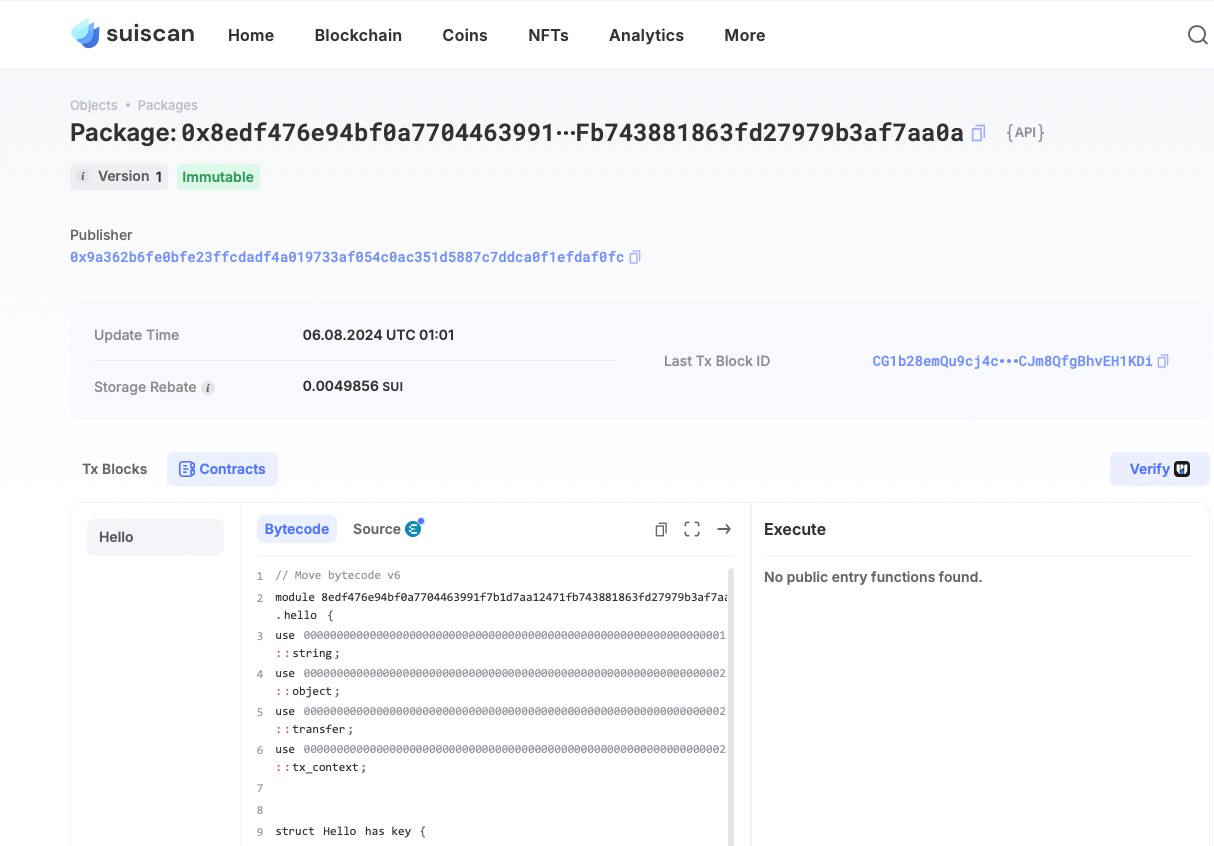 suiscan
Home
Blockchain
Coins
NFTs
Analytics
More
Objects • Packages
Package: 0x8edf476e94bf0a7704463991···Fb743881863fd27979b3af7aa0a {API}
i Version 1 Immutable
Publisher
0x9a362b6fe0bfe23ffcdadf4a019733af054c0ac351d5887c7ddca0f1efdaf0fc
Update Time 06.08.2024 UTC 01:01
Last Tx Block ID CG1b28emQu9cj4c•••CJm8QfgBhvEH1KDi
Storage Rebate i 0.0049856 SUI
Tx Blocks
Contracts
Verify
Hello
Bytecode
Source
1 // Move bytecode v6
2 module 8edf476e94bf0a7704463991f7b1d7aa12471fb743881863fd27979b3af7aa
.hello {
3 use 0000000000000000000000000000000000000000000000000000000000000001
::string;
4 use 0000000000000000000000000000000000000000000000000000000000000002
::object;
5 use 0000000000000000000000000000000000000000000000000000000000000002
::transfer;
6 use 0000000000000000000000000000000000000000000000000000000000000002
::tx_context;
7
8
9 struct Hello has key {
Execute
No public entry functions found.